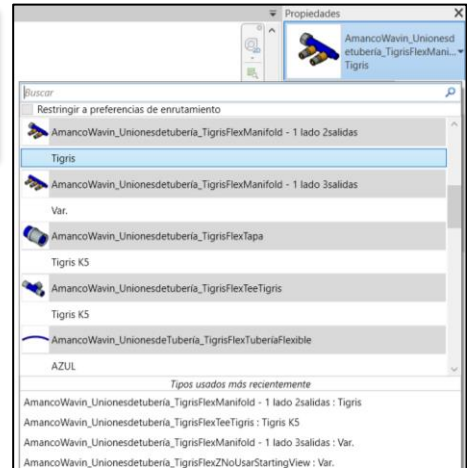 Propiedades
AmancoWavin_Unionesd
etubería_TigrisFlexMani...
Tigris
Buscar
Restringir a preferencias de enrutamiento
AmancoWavin_Unionesdetubería_TigrisFlexManifold - 1 lado 2salidas
Tigris
AmancoWavin_Unionesdetubería_TigrisFlexManifold - 1 lado 3salidas
Var.
AmancoWavin_Unionesdetubería_TigrisFlexTapa
Tigris K5
AmancoWavin_Unionesdetubería_TigrisFlexTeeTigris
Tigris K5
AmancoWavin_UnionesdeTubería_TigrisFlexTuberíaFlexible
AZUL
Tipos usados más recientemente
AmancoWavin_Unionesdetubería_TigrisFlexManifold - 1 lado 2salidas : Tigris
AmancoWavin_Unionesdetubería_TigrisFlexTeeTigris : Tigris K5
AmancoWavin_Unionesdetubería_TigrisFlexManifold - 1 lado 3salidas : Var.
AmancoWavin_Unionesdetubería_TigrisFlexZNoUsarStartingView : Var.